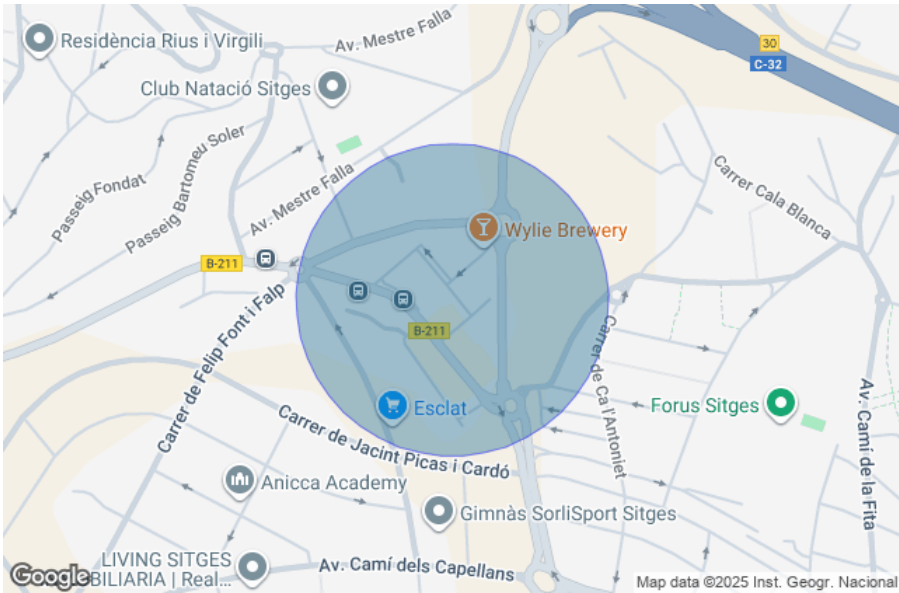 Residència Rius i Virgili
Av. Mestre Falla
30
C-32
Club Natació Sitges
Passeig Bartomeu Soler
Passeig Fondat
Av. Mestre Falla
Carrer Cala Blanca
Wylie Brewery
B-211
B-211
Carrer de Felip Font i Falp
Carrer de Ca l'Antoniet
Esclat
Forus Sitges
Av. Camí de la Fita
Carrer de Jacint Picas i Cardó
Anicca Academy
Gimnàs SorliSport Sitges
LIVING SITGES
BILIARIA | Real...
Av. Camí dels Capellans
Google
Map data ©2025 Inst. Geogr. Nacional